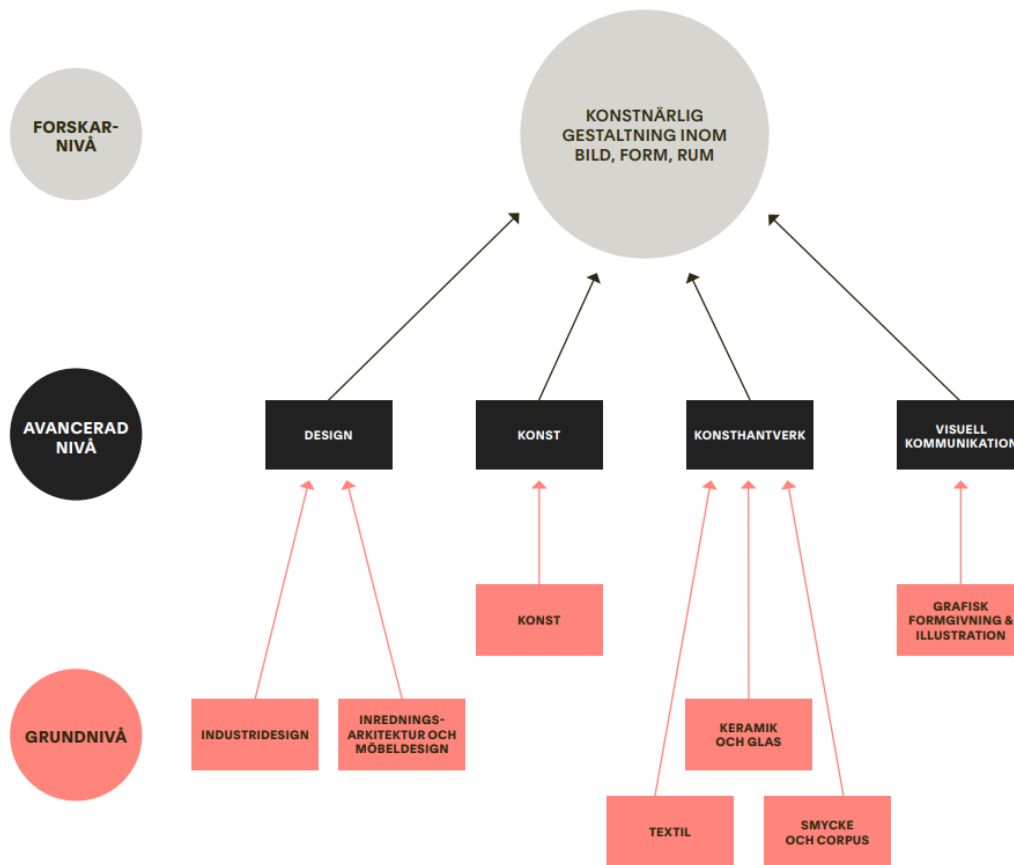 FORSKAR-
NIVÅ
KONSTNÄRLIG
GESTALTNING INOM
BILD, FORM, RUM
AVANCERAD
NIVÅ
DESIGN
KONST
KONSTHANTVERK
VISUELL
KOMMUNIKATION
KONST
GRAFISK
FORMGIVNING &
ILLUSTRATION
GRUNDNIVÅ
INDUSTRIDESIGN
INREDNINGS-
ARKITEKTUR OCH
MÖBELDESIGN
KERAMIK
OCH GLAS
TEXTIL
SMYCKE
OCH CORPUS